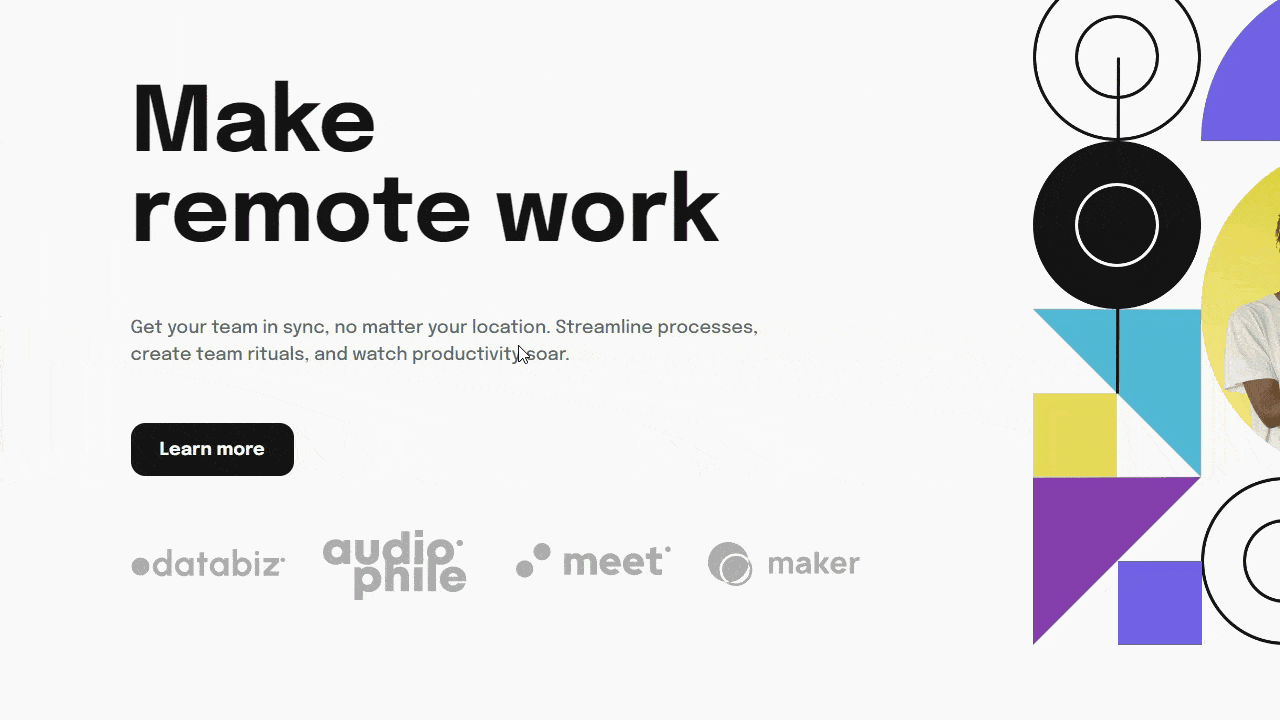 Make
remote work
Get your team in sync, no matter your location. Streamline processes,
create team rituals, and watch productivity soar.
Learn more
databiz
audio
phile
meet
maker